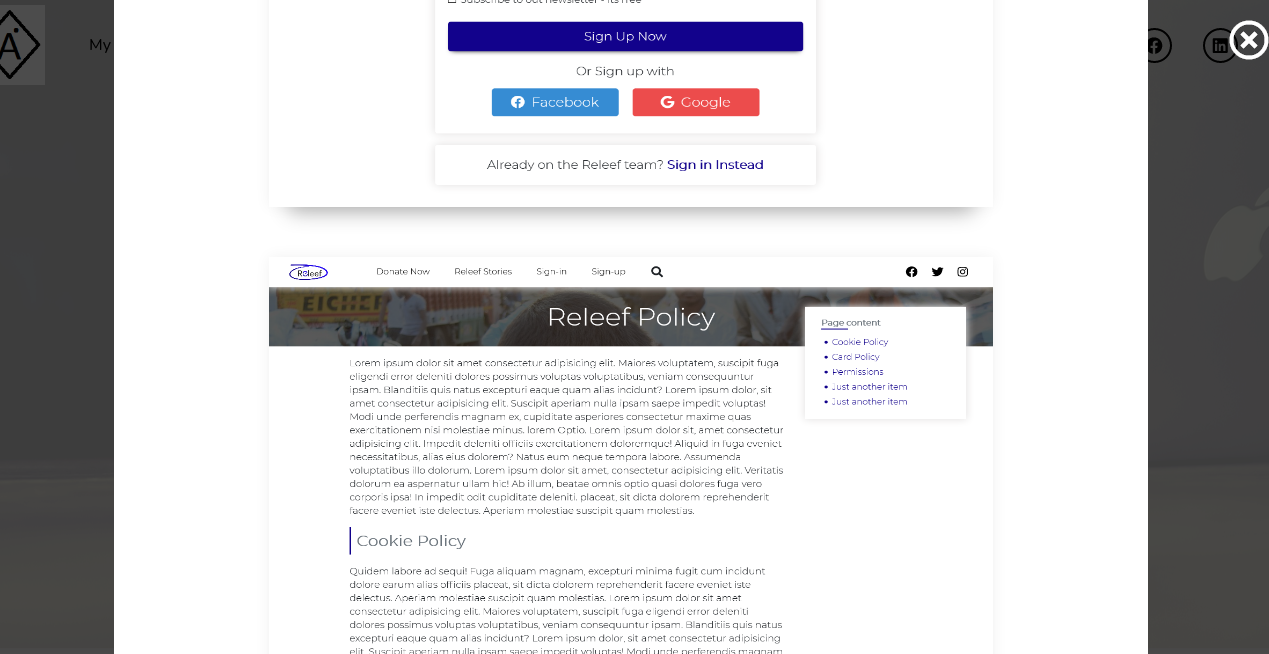 A
My
Subscribe to out newsletter - its free
Sign Up Now
Or Sign up with
Facebook
Google
Already on the Releef team? Sign in Instead
Releef
Donate Now
Releef Stories
Sign-in
Sign-up
EICHER
Releef Policy
Page content
Cookie Policy
Card Policy
Permissions
Just another item
Just another item
Lorem ipsum dolor sit amet consectetur adipisicing elit. Maiores voluptatem, suscipit fuga
eligendi error deleniti dolores possimus voluptas voluptatibus, veniam consequuntur
ipsam. Blanditiis quis natus excepturi eaque quam alias incidunt? Lorem ipsum dolor, sit
amet consectetur adipisicing elit. Suscipit aperiam nulla ipsam saepe impedit voluptas!
Modi unde perferendis magnam ex, cupiditate asperiores consectetur maxime quas
exercitationem nisi molestiae minus. lorem Optio. Lorem ipsum dolor sit, amet consectetur
adipisicing elit. Impedit deleniti officiis exercitationem doloremque! Aliquid in fuga eveniet
necessitatibus, alias eius dolorem? Natus eum neque tempora labore. Assumenda
voluptatibus illo dolorum. Lorem ipsum dolor sit amet, consectetur adipisicing elit. Veritatis
dolorum ea aspernatur ullam hic! Ab illum, beatae omnis optio quasi dolores fuga vero
corporis ipsa! In impedit odit cupiditate deleniti. placeat, sit dicta dolorem reprehenderit
facere eveniet iste delectus. Aperiam molestiae suscipit quam molestias.
Cookie Policy
Quidem labore ad sequi! Fuga aliquam magnam, excepturi minima fugit cum incidunt
dolore earum alias officiis placeat, sit dicta dolorem reprehenderit facere eveniet iste
delectus. Aperiam molestiae suscipit quam molestias. Lorem ipsum dolor sit amet
consectetur adipisicing elit. Maiores voluptatem, suscipit fuga e igendi error deleniti
dolores possimus voluptas voluptatibus, veniam consequuntur ipsam. Blanditiis quis natus
excepturi eaque quam alias incidunt? Lorem ipsum dolor, sit amet consectetur adipisicing
elit. Suscipit aperiam nulla ipsam saepe impedit voluptas! Modi unde perferendis magnam